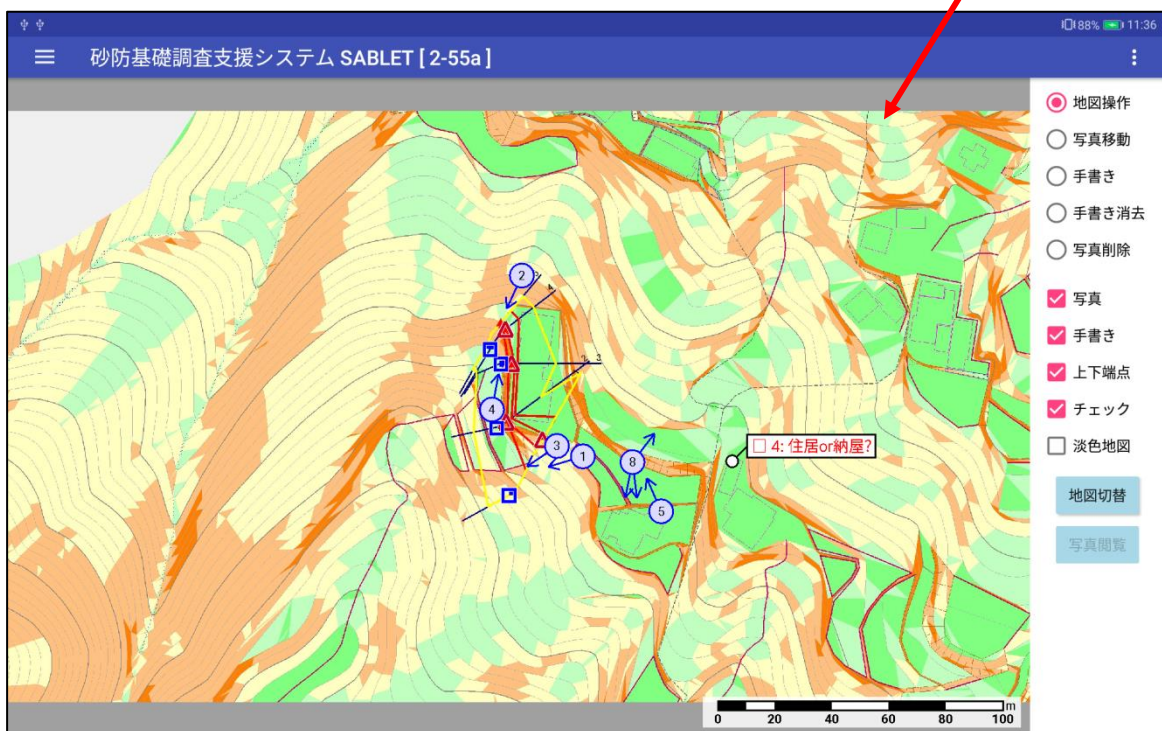 88% 11:36
砂防基礎調査支援システム SABLET [ 2-55a ]
地図操作
写真移動
手書き
手書き消去
写真削除
写真
手書き
上下端点
チェック
淡色地図
地図切替
写真閲覧
2
4
3
1
8
5
2 3
□ 4: 住居or納屋?
m
0 20 40 60 80 100